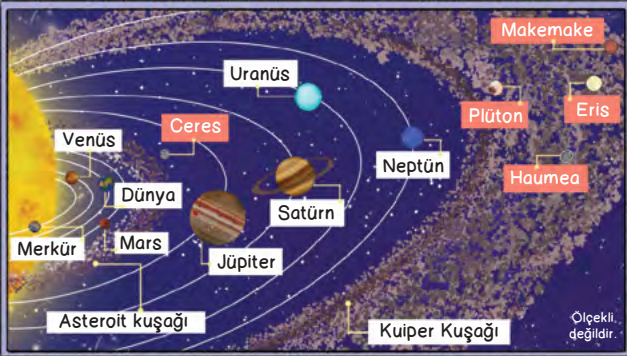 Makemake
Uranüs
Plüton
Eris
Ceres
Venüs
Neptün
Haumea
Dünya
Satürn
Merkür
Mars
Jüpiter
Asteroit kuşağı
Kuiper Kuşağı
Ölçekli
değildir.